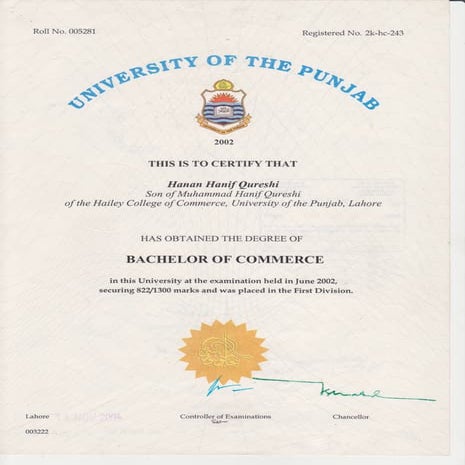 Roll No. 005281
Registered No. 2k-hc-243
UNIVERSITY OF THE PUNJAB
2002
THIS IS TO CERTIFY THAT
Hanan Hanif Qureshi
Son of Muhammad Hanif Qureshi
of the Hailey College of Commerce, University of the Punjab, Lahore
HAS OBTAINED THE DEGREE OF
BACHELOR OF COMMERCE
in this University at the examination held in June 2002,
securing 822/1300 marks and was placed in the First Division.
Lahore
Controller of Examinations
Chancellor
003222